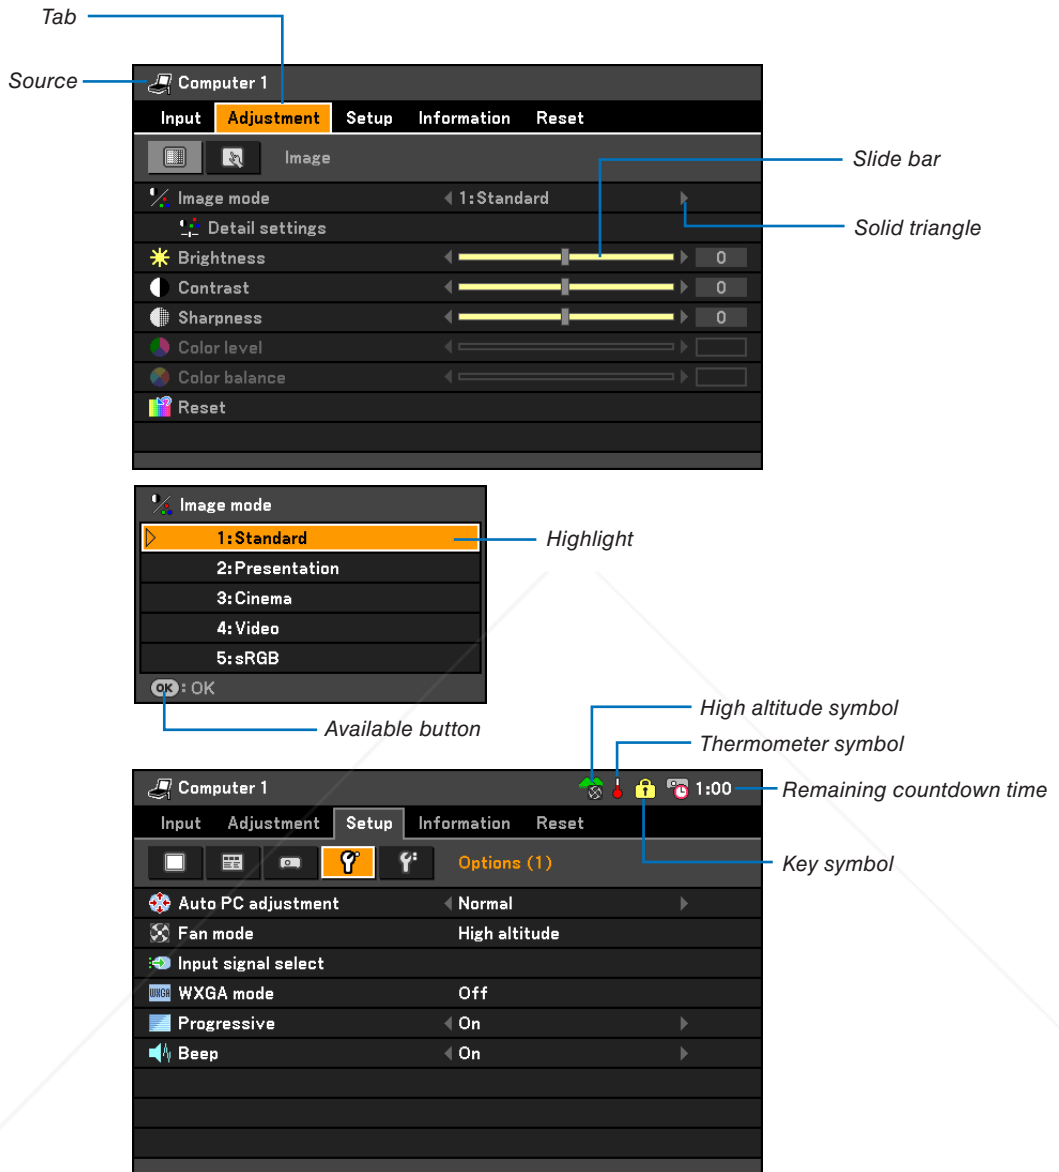 Tab
Source
Computer 1
Input Adjustment Setup Information Reset
Image
Slide bar
Image mode 1:Standard
Solid triangle
Detail settings
Brightness 0
Contrast 0
Sharpness 0
Color level
Color balance
Reset
Image mode
1:Standard
Highlight
2:Presentation
3:Cinema
4:Video
5:sRGB
OK : OK
Available button
High altitude symbol
Thermometer symbol
Computer 1 1:00
Remaining countdown time
Input Adjustment Setup Information Reset
Options (1)
Key symbol
Auto PC adjustment Normal
Fan mode High altitude
Input signal select
WXGA WXGA mode Off
Progressive On
Beep On